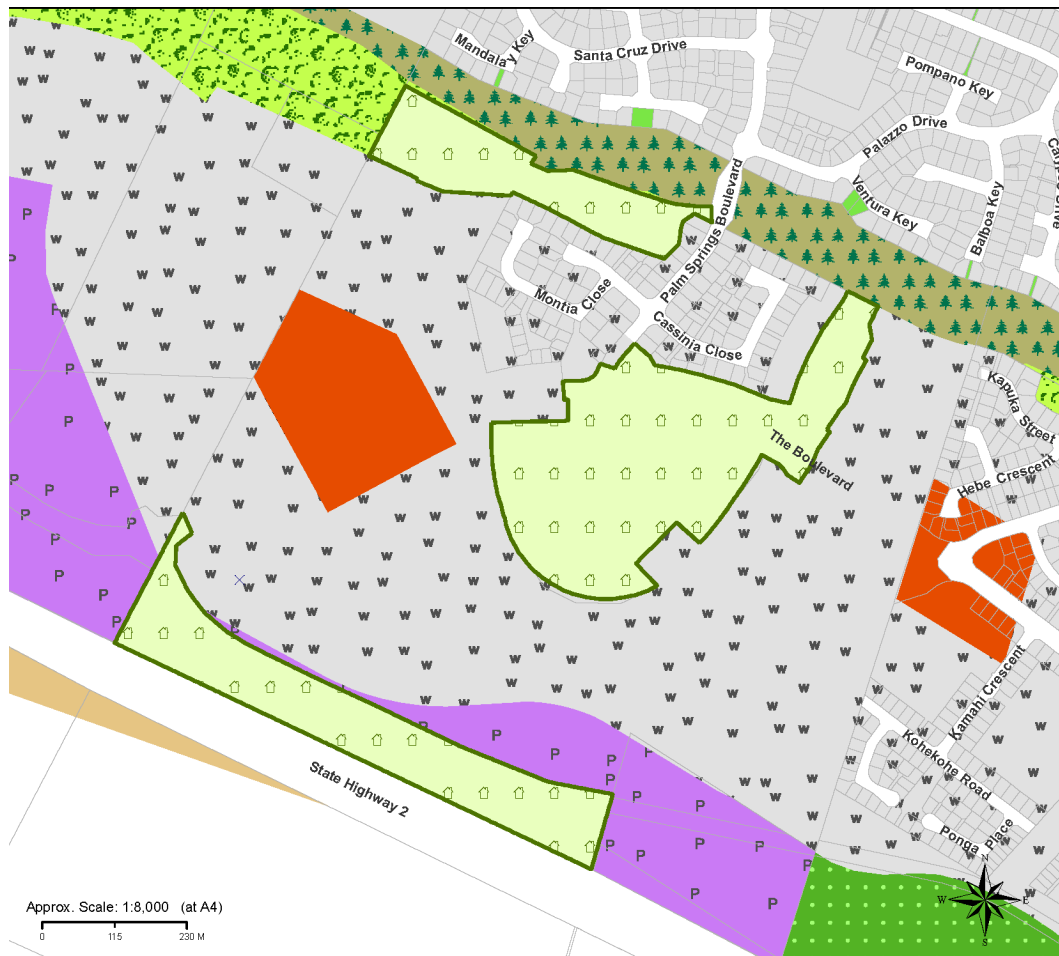 Mandalay Key
Santa Cruz Drive
Pompano Key
Palazzo Drive
Ventura Key
Balboa Key
Palm Springs Boulevard
Montia Close
Cassinia Close
The Boulevard
Kapuka Street
Hebe Crescent
Kamahi Crescent
Kohekohe Road
Ponga Place
State Highway 2
Approx. Scale: 1:8,000 (at A4)
0 115 230 M
N
W E
S